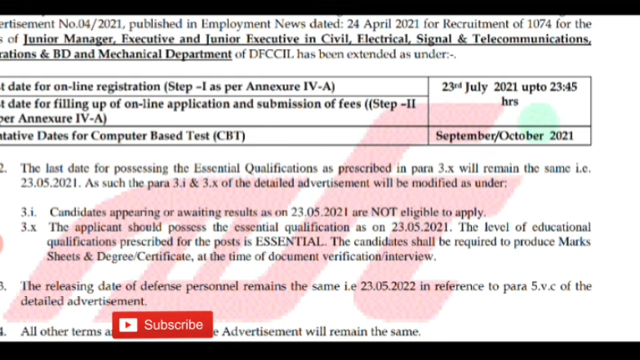 ertisement No.04/2021, published in Employment News dated: 24 April 2021 for Recruitment of 1074 for the
s of Junior Manager, Executive and Junior Executive in Civil, Electrical, Signal & Telecommunications,
rations & BD and Mechanical Department of DFCCIL has been extended as under:-.
t date for on-line registration (Step –I as per Annexure IV-A)
23rd July 2021 upto 23:45
hrs
t date for filling up of on-line application and submission of fees ((Step –II
per Annexure IV-A)
ntative Dates for Computer Based Test (CBT)
September/October 2021
2. The last date for possessing the Essential Qualifications as prescribed in para 3.x will remain the same i.e.
23.05.2021. As such the para 3.i & 3.x of the detailed advertisement will be modified as under:
3.i. Candidates appearing or awaiting results as on 23.05.2021 are NOT eligible to apply.
3.x The applicant should possess the essential qualification as on 23.05.2021. The level of educational
qualifications prescribed for the posts is ESSENTIAL. The candidates shall be required to produce Marks
Sheets & Degree/Certificate, at the time of document verification/interview.
3. The releasing date of defense personnel remains the same i.e 23.05.2022 in reference to para 5.v.c of the
detailed advertisement.
4. All other terms a
Subscribe
e Advertisement will remain the same.